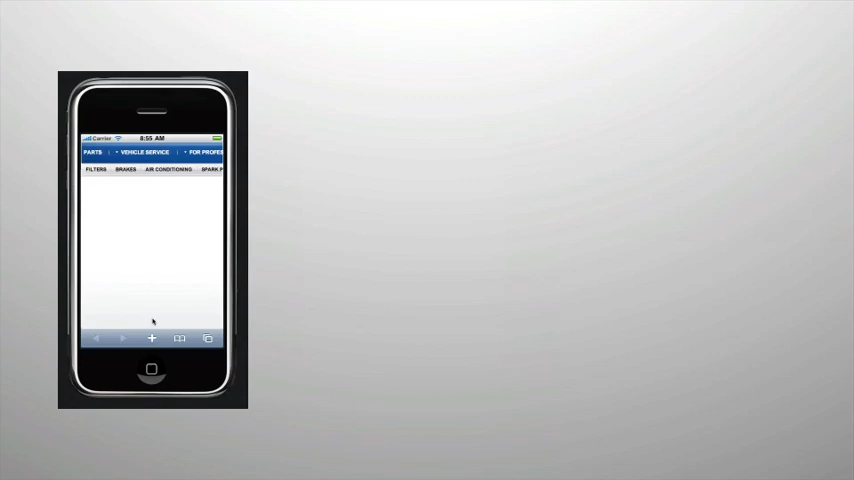 Carrier 8:55 AM
PARTS | VEHICLE SERVICE | FOR PROFES
FILTERS BRAKES AIR CONDITIONING SPARK P